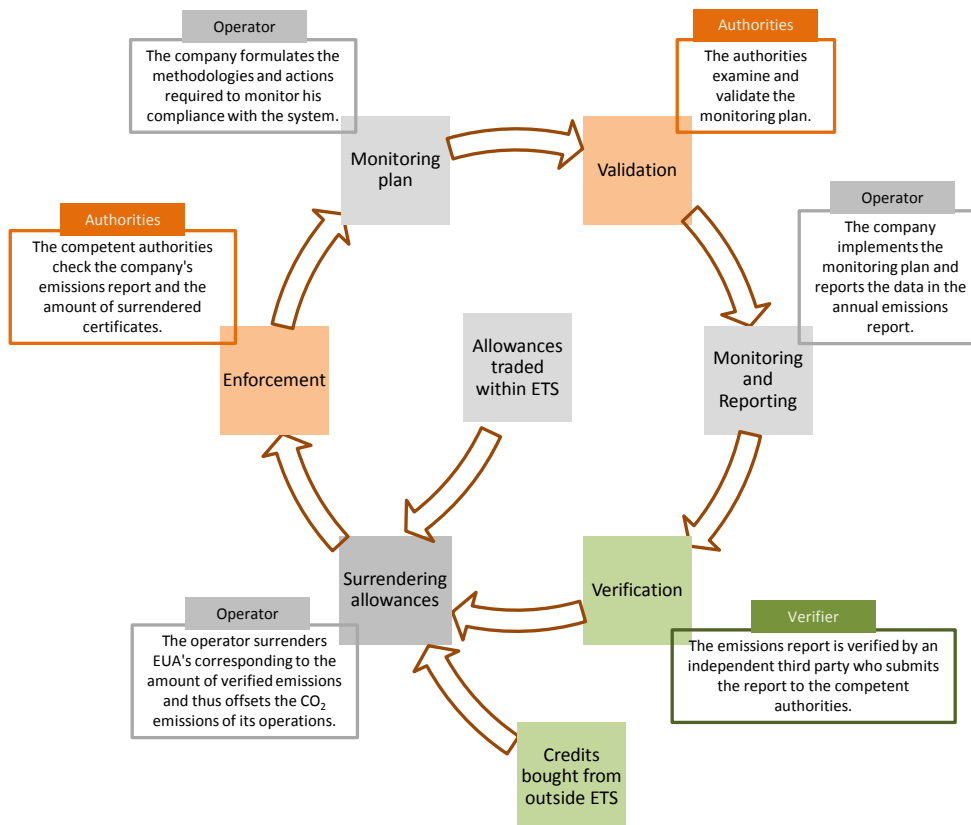 Operator
The company formulates the
methodologies and actions
required to monitor his
compliance with the system.
Authorities
The authorities
examine and
validate the
monitoring plan.
Monitoring
plan
Validation
Operator
The company
implements the
monitoring plan and
reports the data in the
annual emissions
report.
Authorities
The competent authorities
check the company's
emissions report and the
amount of surrendered
certificates.
Enforcement
Allowances
traded
within ETS
Monitoring
and
Reporting
Surrendering
allowances
Verification
Operator
The operator surrenders
EUA's corresponding to the
amount of verified emissions
and thus offsets the CO₂
emissions of its operations.
Verifier
The emissions report is verified by an
independent third party who submits
the report to the competent
authorities.
Credits
bought from
outside ETS